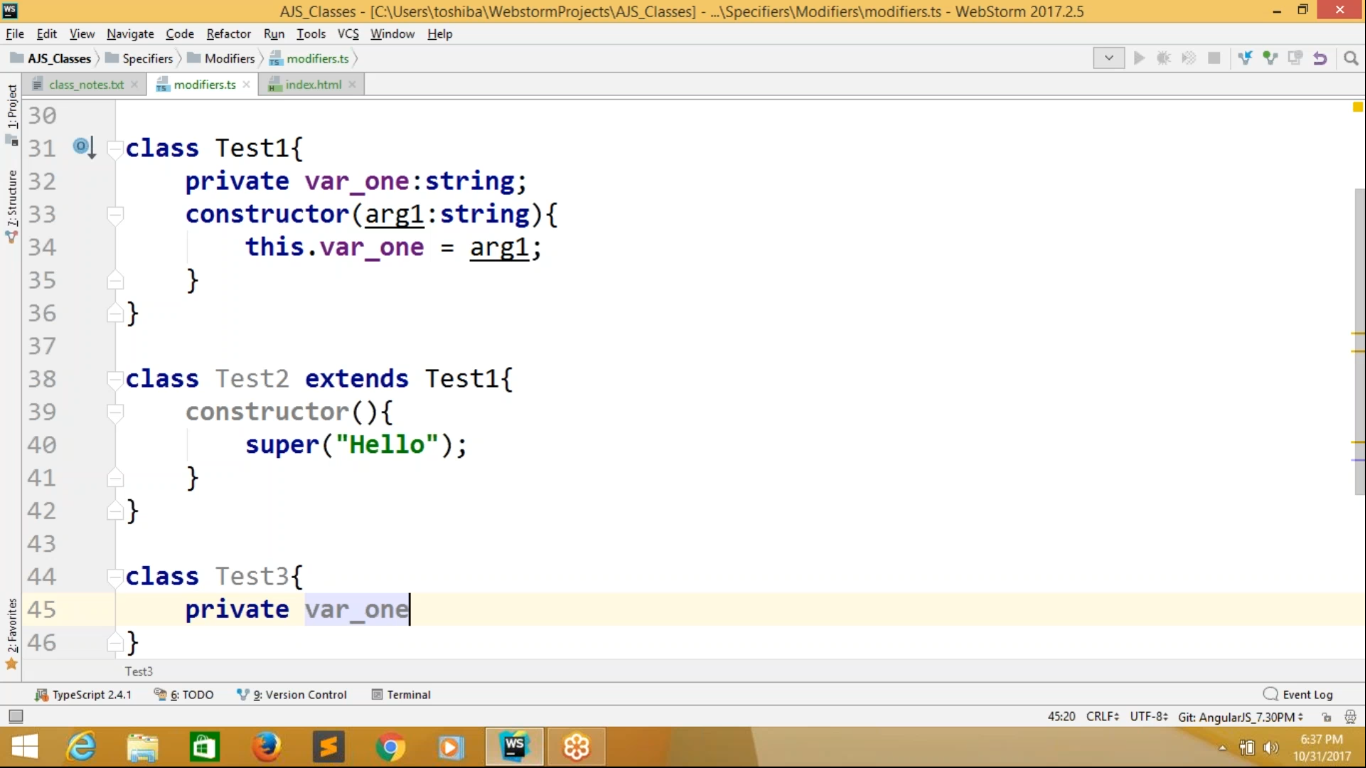 AJS_Classes - [C:\Users\toshiba\WebstormProjects\AJS_Classes] - ...\Specifiers\Modifiers\modifiers.ts - WebStorm 2017.2.5
File Edit View Navigate Code Refactor Run Tools VCS Window Help
AJS_Classes Specifiers Modifiers modifiers.ts
class_notes.txt modifiers.ts index.html
1: Project
7: Structure
2: Favorites
30
31 class Test1{
32 private var_one:string;
33 constructor(arg1:string){
34 this.var_one = arg1;
35 }
36 }
37
38 class Test2 extends Test1{
39 constructor(){
40 super("Hello");
41 }
42 }
43
44 class Test3{
45 private var_one
46 }
Test3
TypeScript 2.4.1 6: TODO 9: Version Control Terminal Event Log
45:20 CRLF UTF-8 Git: AngularJS_7.30PM
6:37 PM
10/31/2017